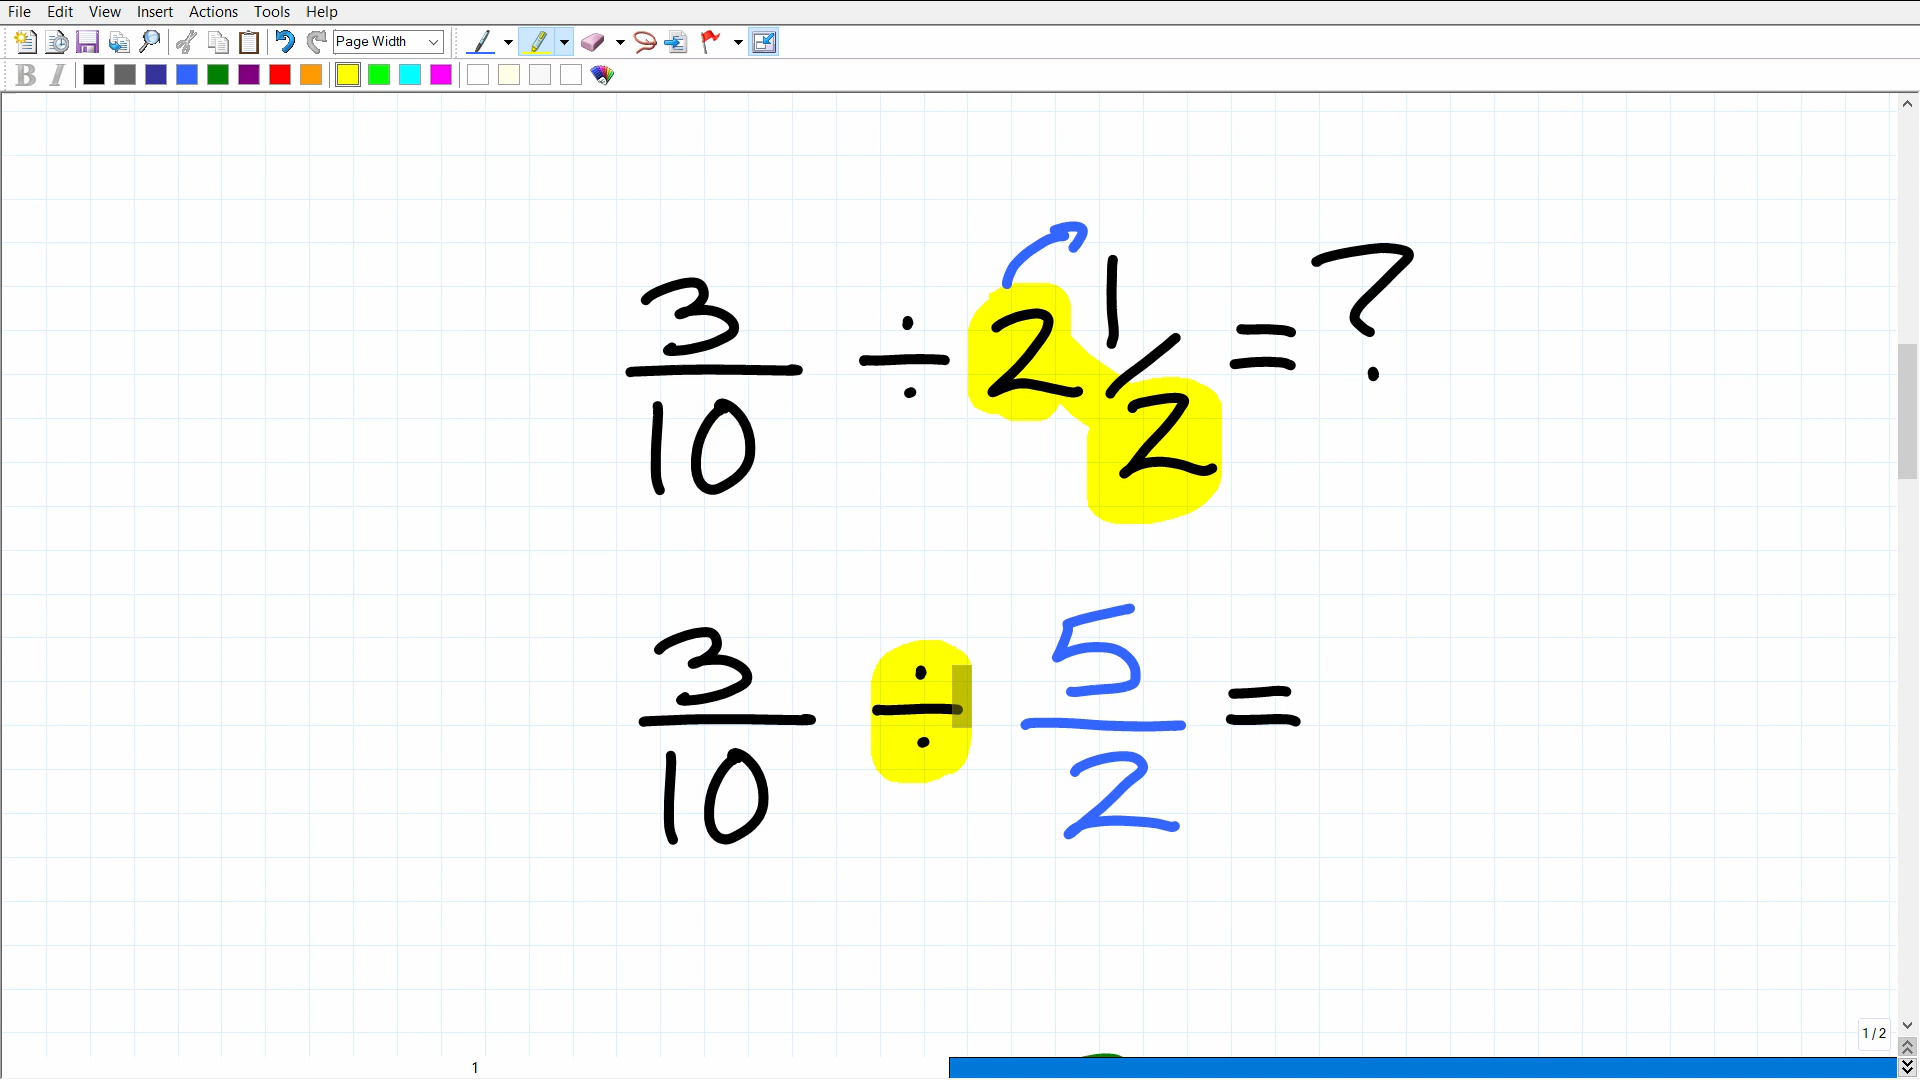 File Edit View Insert Actions Tools Help
Page Width
B I
3/10 ÷ 2 1/2 = ?
3/10 ÷ 5/2 =
1 / 2
1